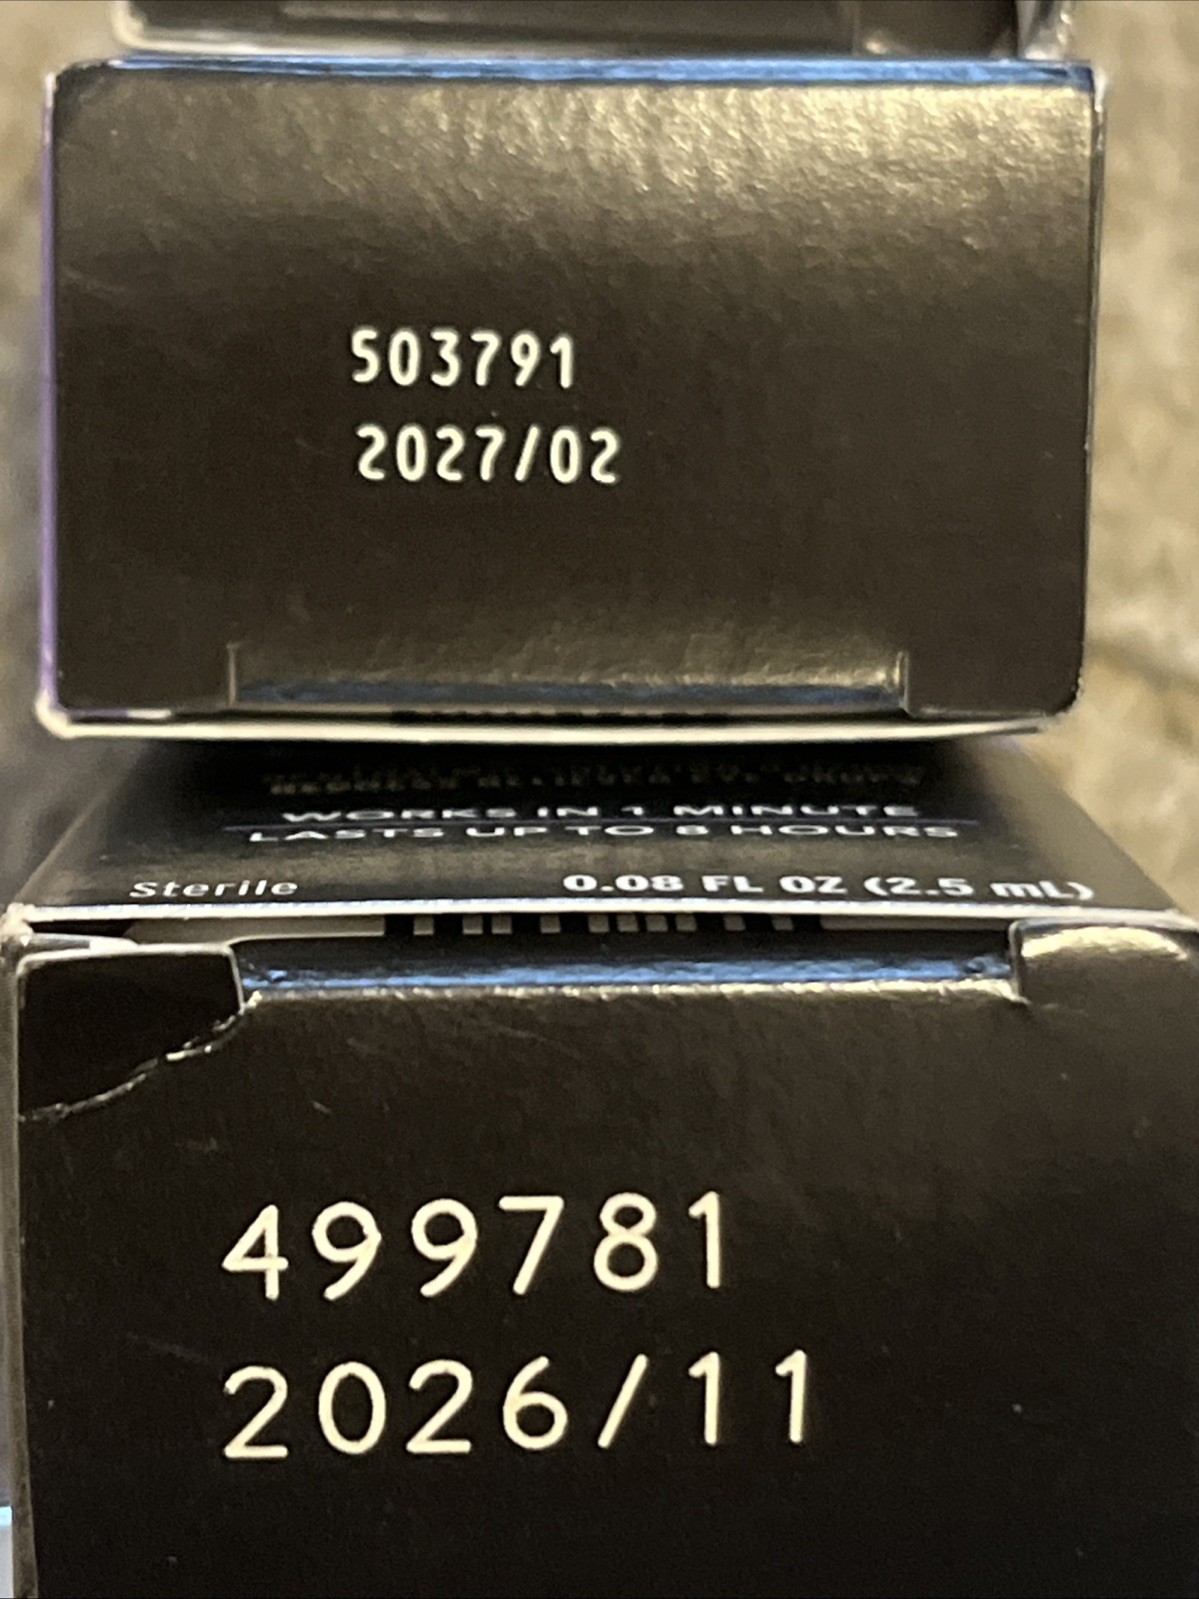 503791
2027/02
WORKS IN 1 MINUTE
LASTS UP TO 8 HOURS
Sterile
0.08 FL OZ (2.5 mL)
499781
2026/11